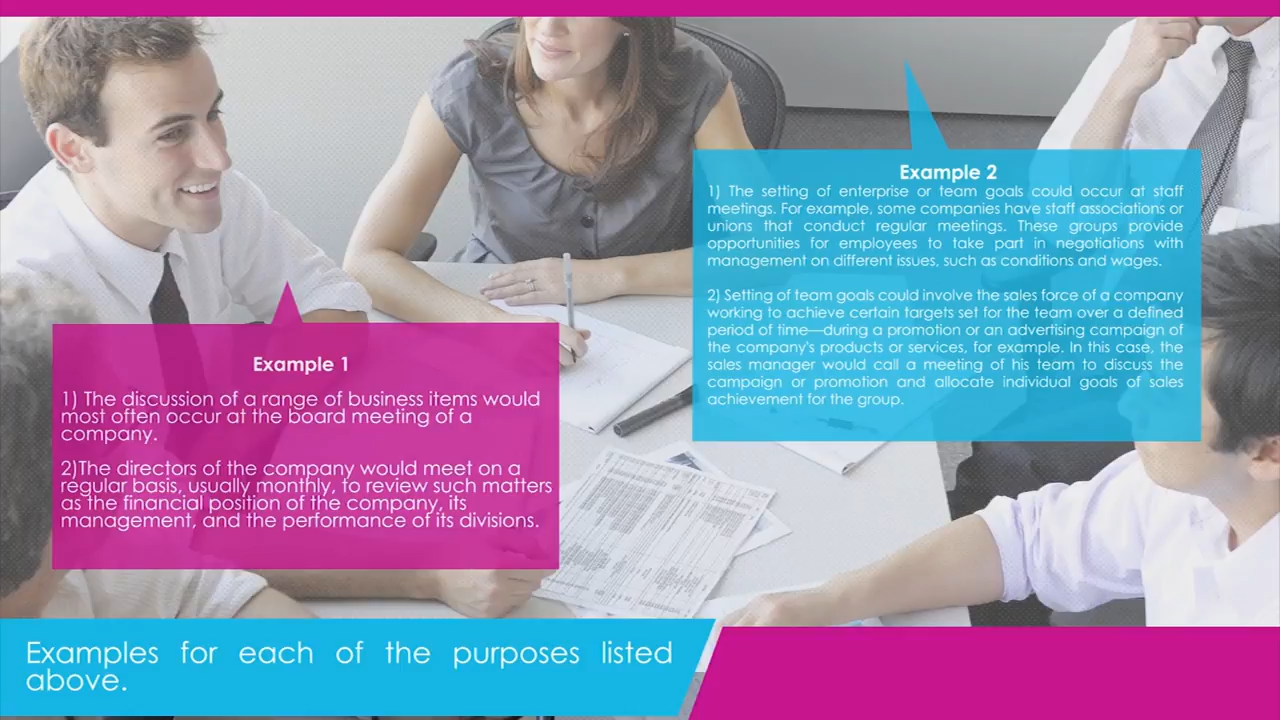 Example 1
1) The discussion of a range of business items would
most often occur at the board meeting of a
company.
2)The directors of the company would meet on a
regular basis, usually monthly, to review such matters
as the financial position of the company, its
management, and the performance of its divisions.
Example 2
1) The setting of enterprise or team goals could occur at staff
meetings. For example, some companies have staff associations or
unions that conduct regular meetings. These groups provide
opportunities for employees to take part in negotiations with
management on different issues, such as conditions and wages.
2) Setting of team goals could involve the sales force of a company
working to achieve certain targets set for the team over a defined
period of time—during a promotion or an advertising campaign of
the company's products or services, for example. In this case, the
sales manager would call a meeting of his team to discuss the
campaign or promotion and allocate individual goals of sales
achievement for the group.
Examples for each of the purposes listed
above.